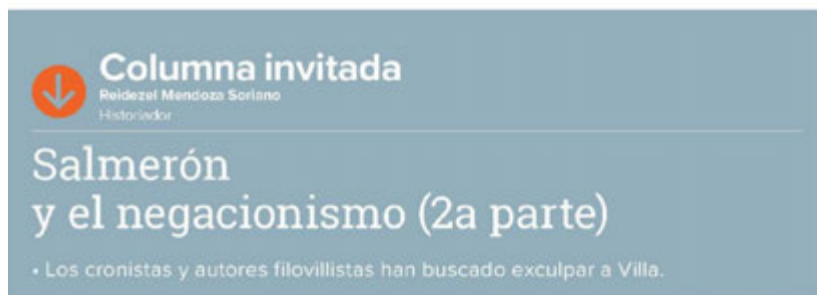 Columna invitada
Reidezel Mendoza Soriano
Historiador
Salmerón
y el negacionismo (2a parte)
• Los cronistas y autores filovillistas han buscado exculpar a Villa.